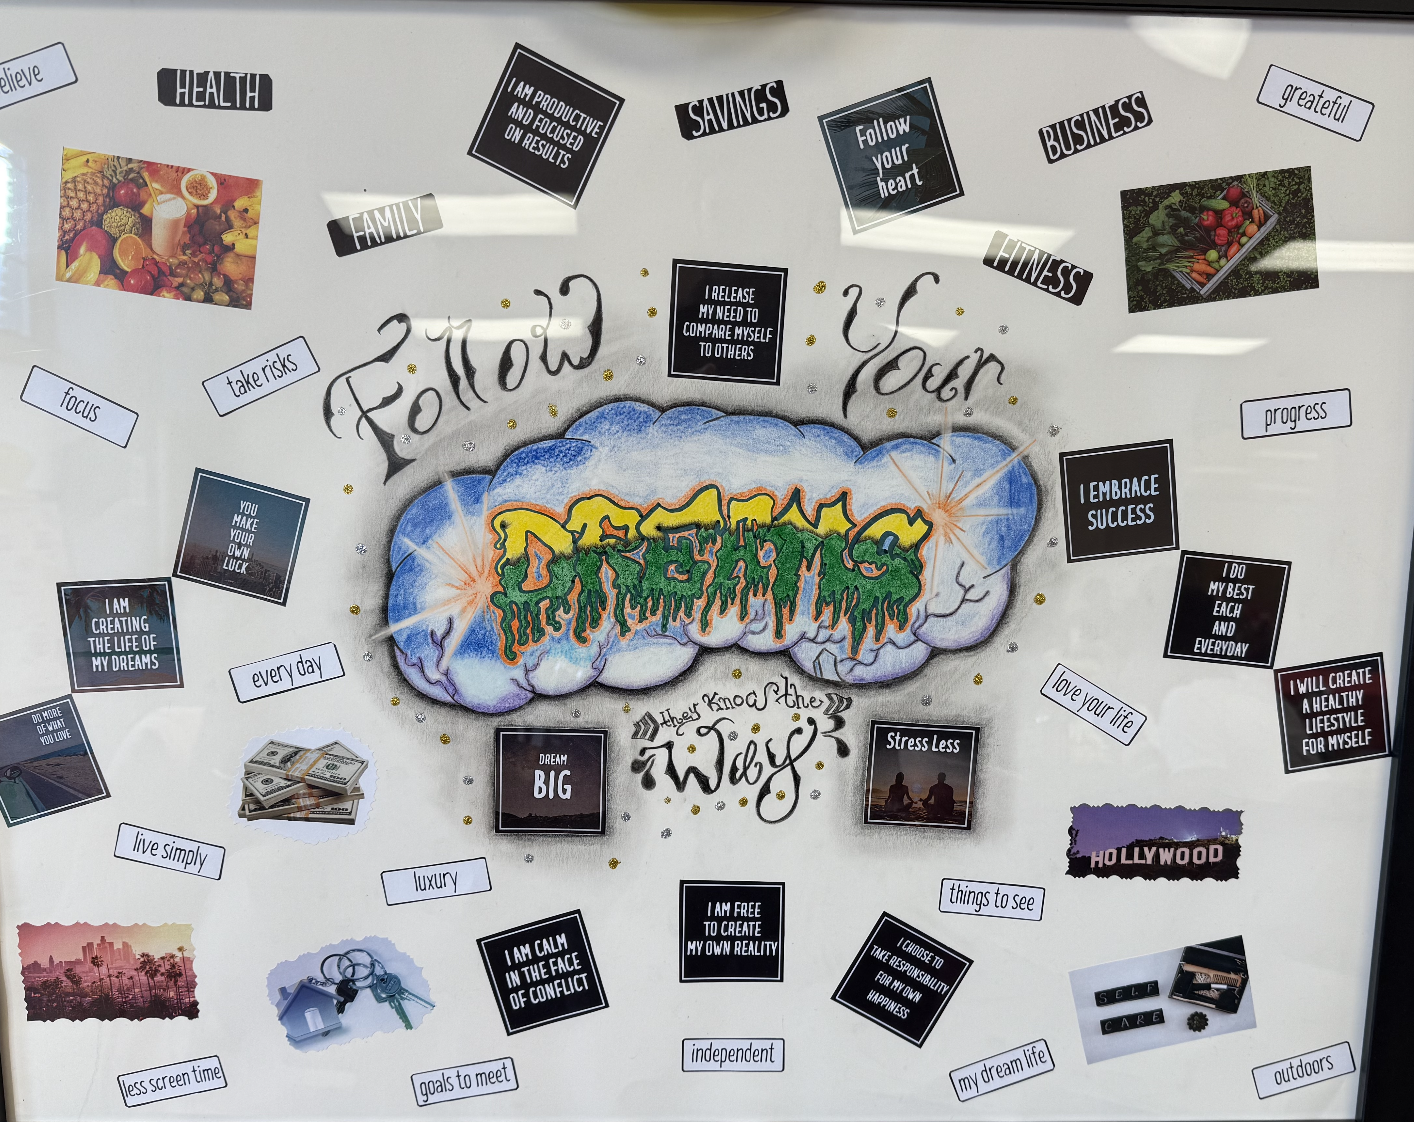 elieve
HEALTH
I AM PRODUCTIVE
AND FOCUSED
ON RESULTS
SAVINGS
Follow
your
heart
BUSINESS
greateful
FAMILY
FITNESS
I RELEASE
MY NEED TO
COMPARE MYSELF
TO OTHERS
Follow Your
take risks
focus
progress
DREAMS
YOU
MAKE
YOUR
OWN
LUCK
I EMBRACE
SUCCESS
I AM
CREATING
THE LIFE OF
MY DREAMS
I DO
MY BEST
EACH
AND
EVERYDAY
every day
love your life
I WILL CREATE
A HEALTHY
LIFESTYLE
FOR MYSELF
they Know the
Way
DO MORE
OF WHAT
YOU LOVE
DREAM
BIG
Stress Less
100
live simply
HOLLYWOOD
luxury
things to see
I AM CALM
IN THE FACE
OF CONFLICT
I AM FREE
TO CREATE
MY OWN REALITY
I CHOOSE TO
TAKE RESPONSIBILITY
FOR MY OWN
HAPPINESS
SELF
CARE
less screen time
goals to meet
independent
my dream life
outdoors